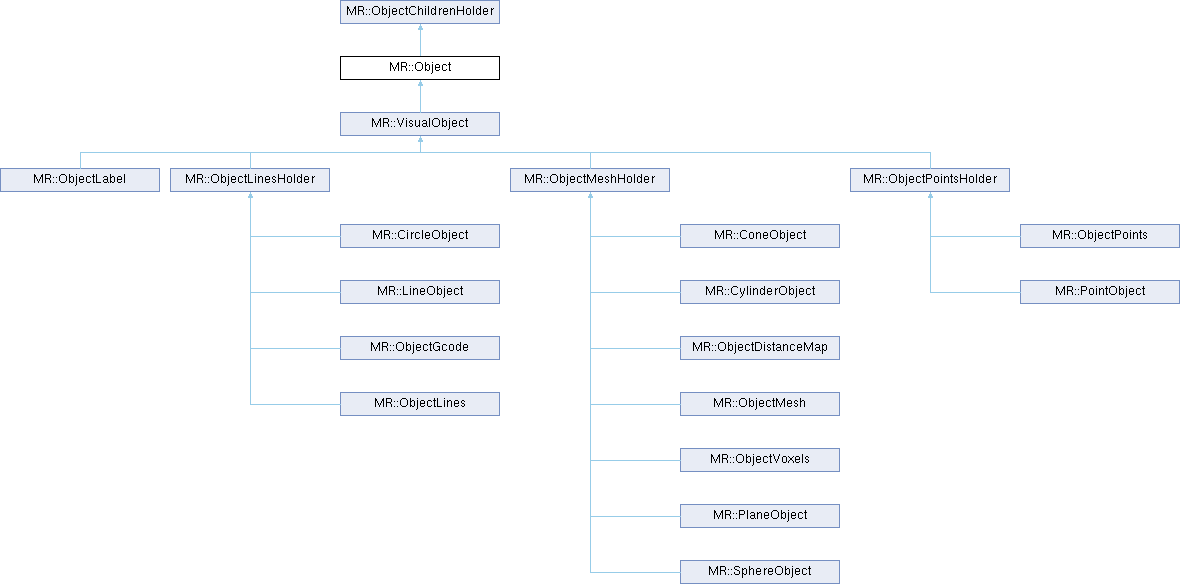 MR::ObjectChildrenHolder
MR::Object
MR::VisualObject
MR::ObjectLabel
MR::ObjectLinesHolder
MR::ObjectMeshHolder
MR::ObjectPointsHolder
MR::CircleObject
MR::ConeObject
MR::ObjectPoints
MR::LineObject
MR::CylinderObject
MR::PointObject
MR::ObjectGcode
MR::ObjectDistanceMap
MR::ObjectLines
MR::ObjectMesh
MR::ObjectVoxels
MR::PlaneObject
MR::SphereObject